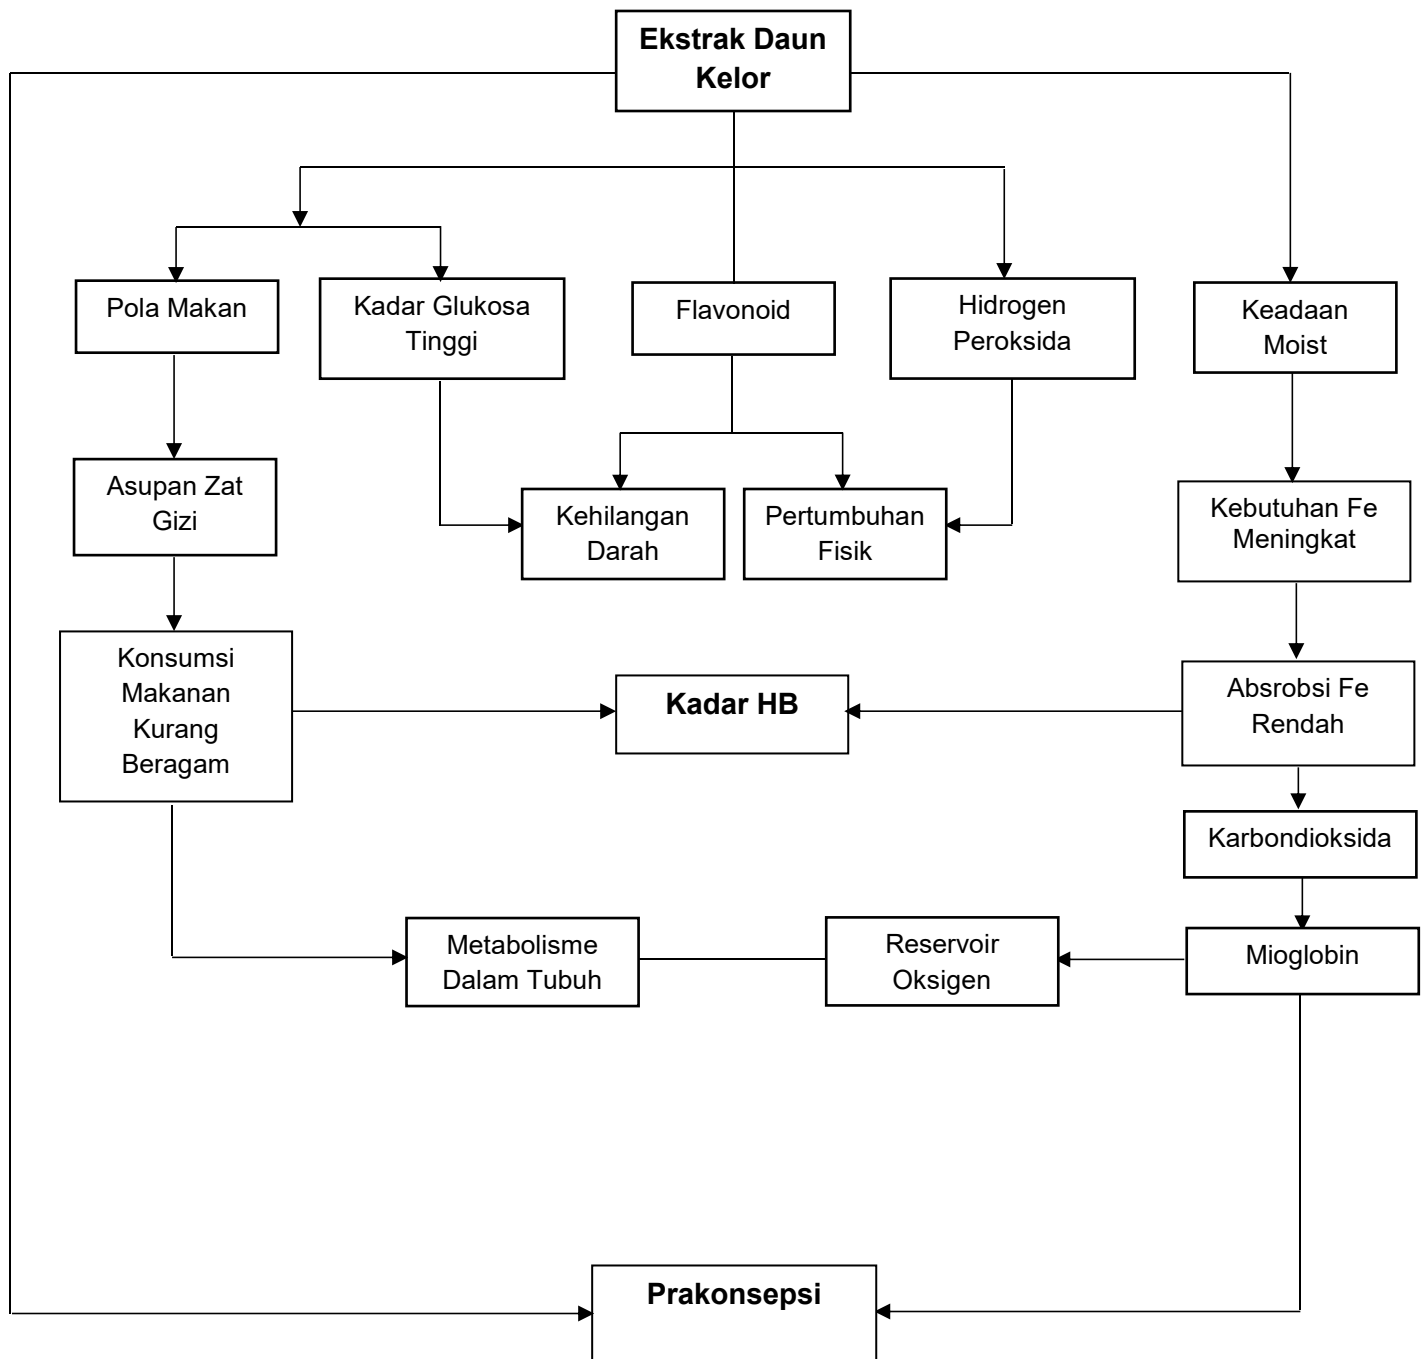 Ekstrak Daun
Kelor
Pola Makan
Kadar Glukosa
Tinggi
Flavonoid
Hidrogen
Peroksida
Keadaan
Moist
Asupan Zat
Gizi
Kehilangan
Darah
Pertumbuhan
Fisik
Kebutuhan Fe
Meningkat
Konsumsi
Makanan
Kurang
Beragam
Kadar HB
Absrobsi Fe
Rendah
Karbondioksida
Metabolisme
Dalam Tubuh
Reservoir
Oksigen
Mioglobin
Prakonsepsi